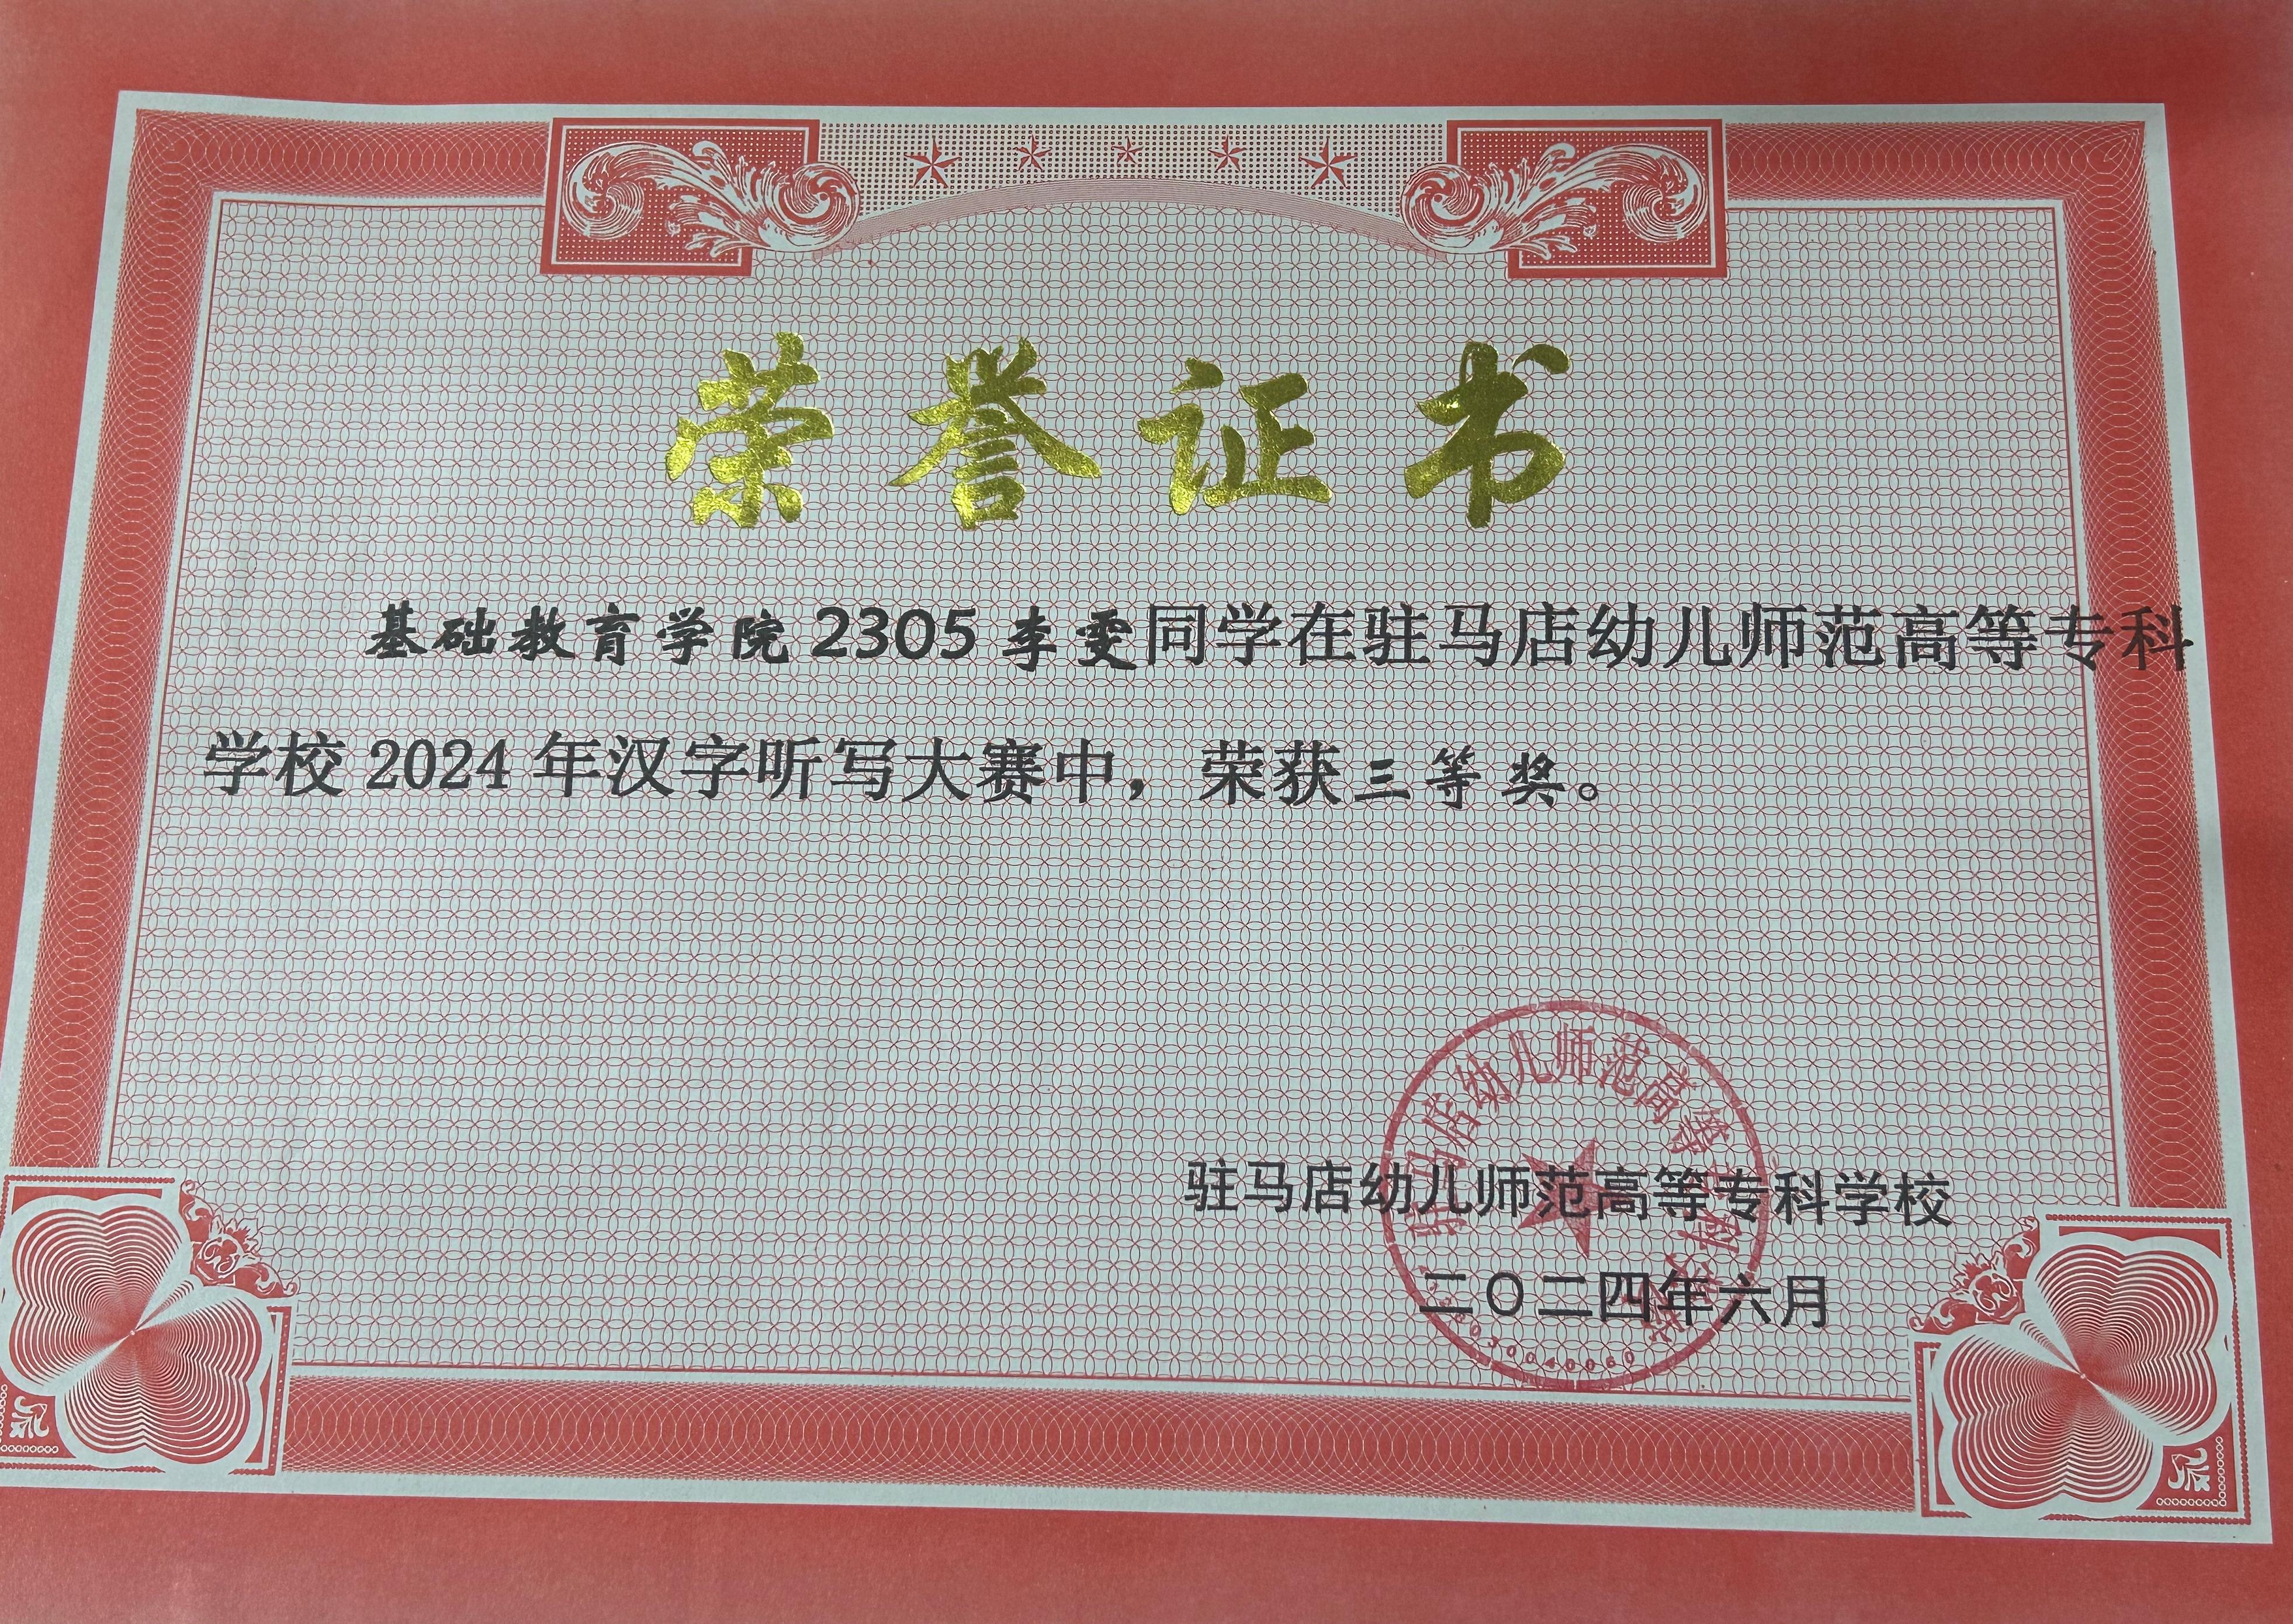 荣誉证书
基础教育学院2305李雯同学在驻马店幼儿师范高等专科
学校2024年汉字听写大赛中，荣获三等奖。
驻马店幼儿师范高等专科学校
二〇二四年六月